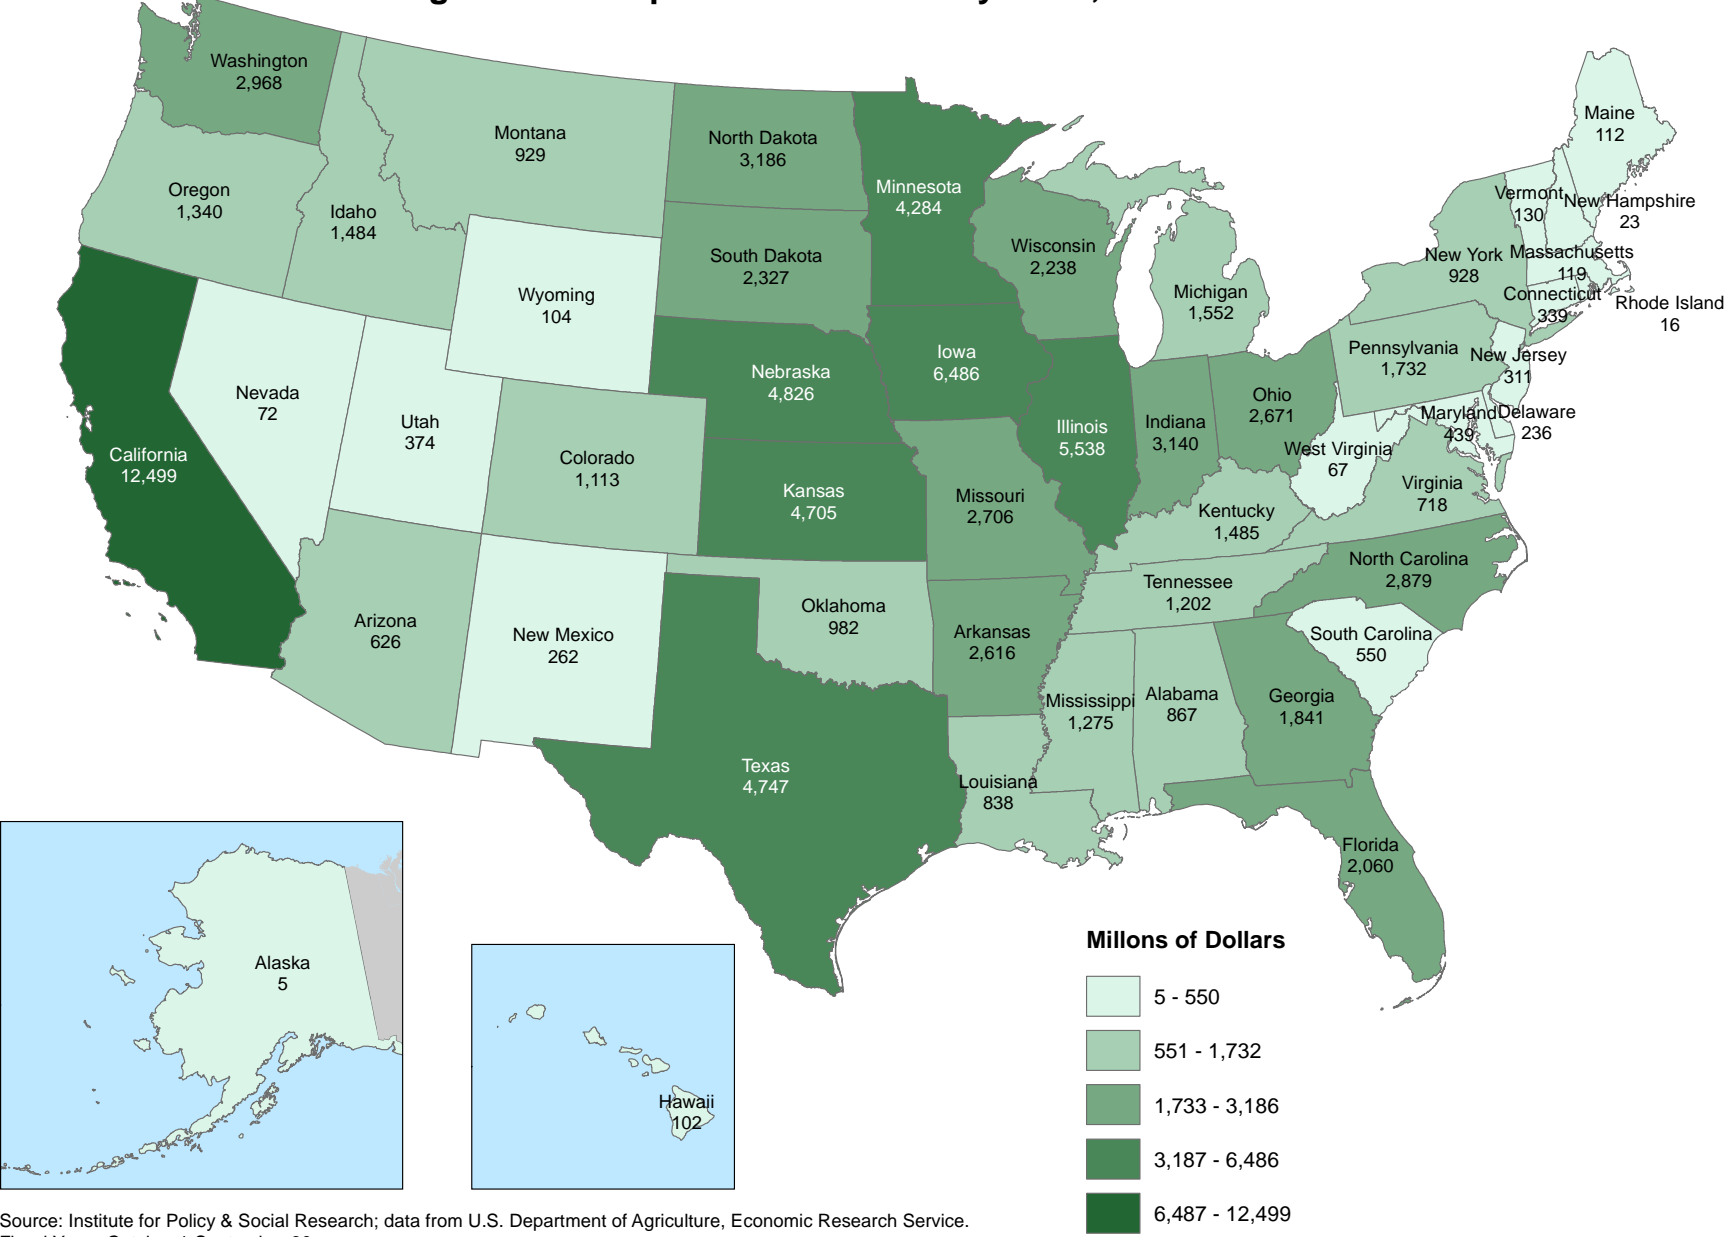 Washington
2,968
Montana
929
North Dakota
3,186
Minnesota
4,284
Maine
112
Oregon
1,340
Idaho
1,484
South Dakota
2,327
Wisconsin
2,238
Michigan
1,552
New York
928
Vermont
130
New Hampshire
23
Massachusetts
119
Connecticut
339
Rhode Island
16
Wyoming
104
Nebraska
4,826
Iowa
6,486
Illinois
5,538
Indiana
3,140
Ohio
2,671
Pennsylvania
1,732
New Jersey
311
Maryland
439
Delaware
236
West Virginia
67
Virginia
718
Nevada
72
Utah
374
California
12,499
Colorado
1,113
Kansas
4,705
Missouri
2,706
Kentucky
1,485
North Carolina
2,879
Tennessee
1,202
South Carolina
550
Arizona
626
New Mexico
262
Oklahoma
982
Arkansas
2,616
Mississippi
1,275
Alabama
867
Georgia
1,841
Texas
4,747
Louisiana
838
Florida
2,060
Alaska
5
Hawaii
102
Millons of Dollars
5 - 550
551 - 1,732
1,733 - 3,186
3,187 - 6,486
6,487 - 12,499
Source: Institute for Policy & Social Research; data from U.S. Department of Agriculture, Economic Research Service.